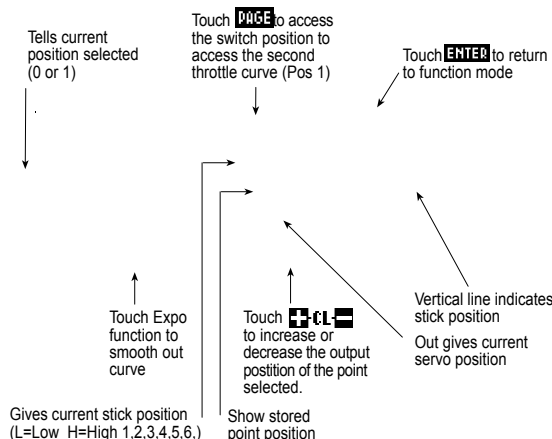 Tells current
position selected
(0 or 1)
Touch PAGE to access
the switch position to
access the second
throttle curve (Pos 1)
Touch ENTER to return
to function mode
Touch Expo
function to
smooth out
curve
Touch +CL-
to increase or
decrease the output
postition of the point
selected.
Vertical line indicates
stick position
Out gives current
servo position
Gives current stick position
(L=Low H=High 1,2,3,4,5,6,)
Show stored
point position